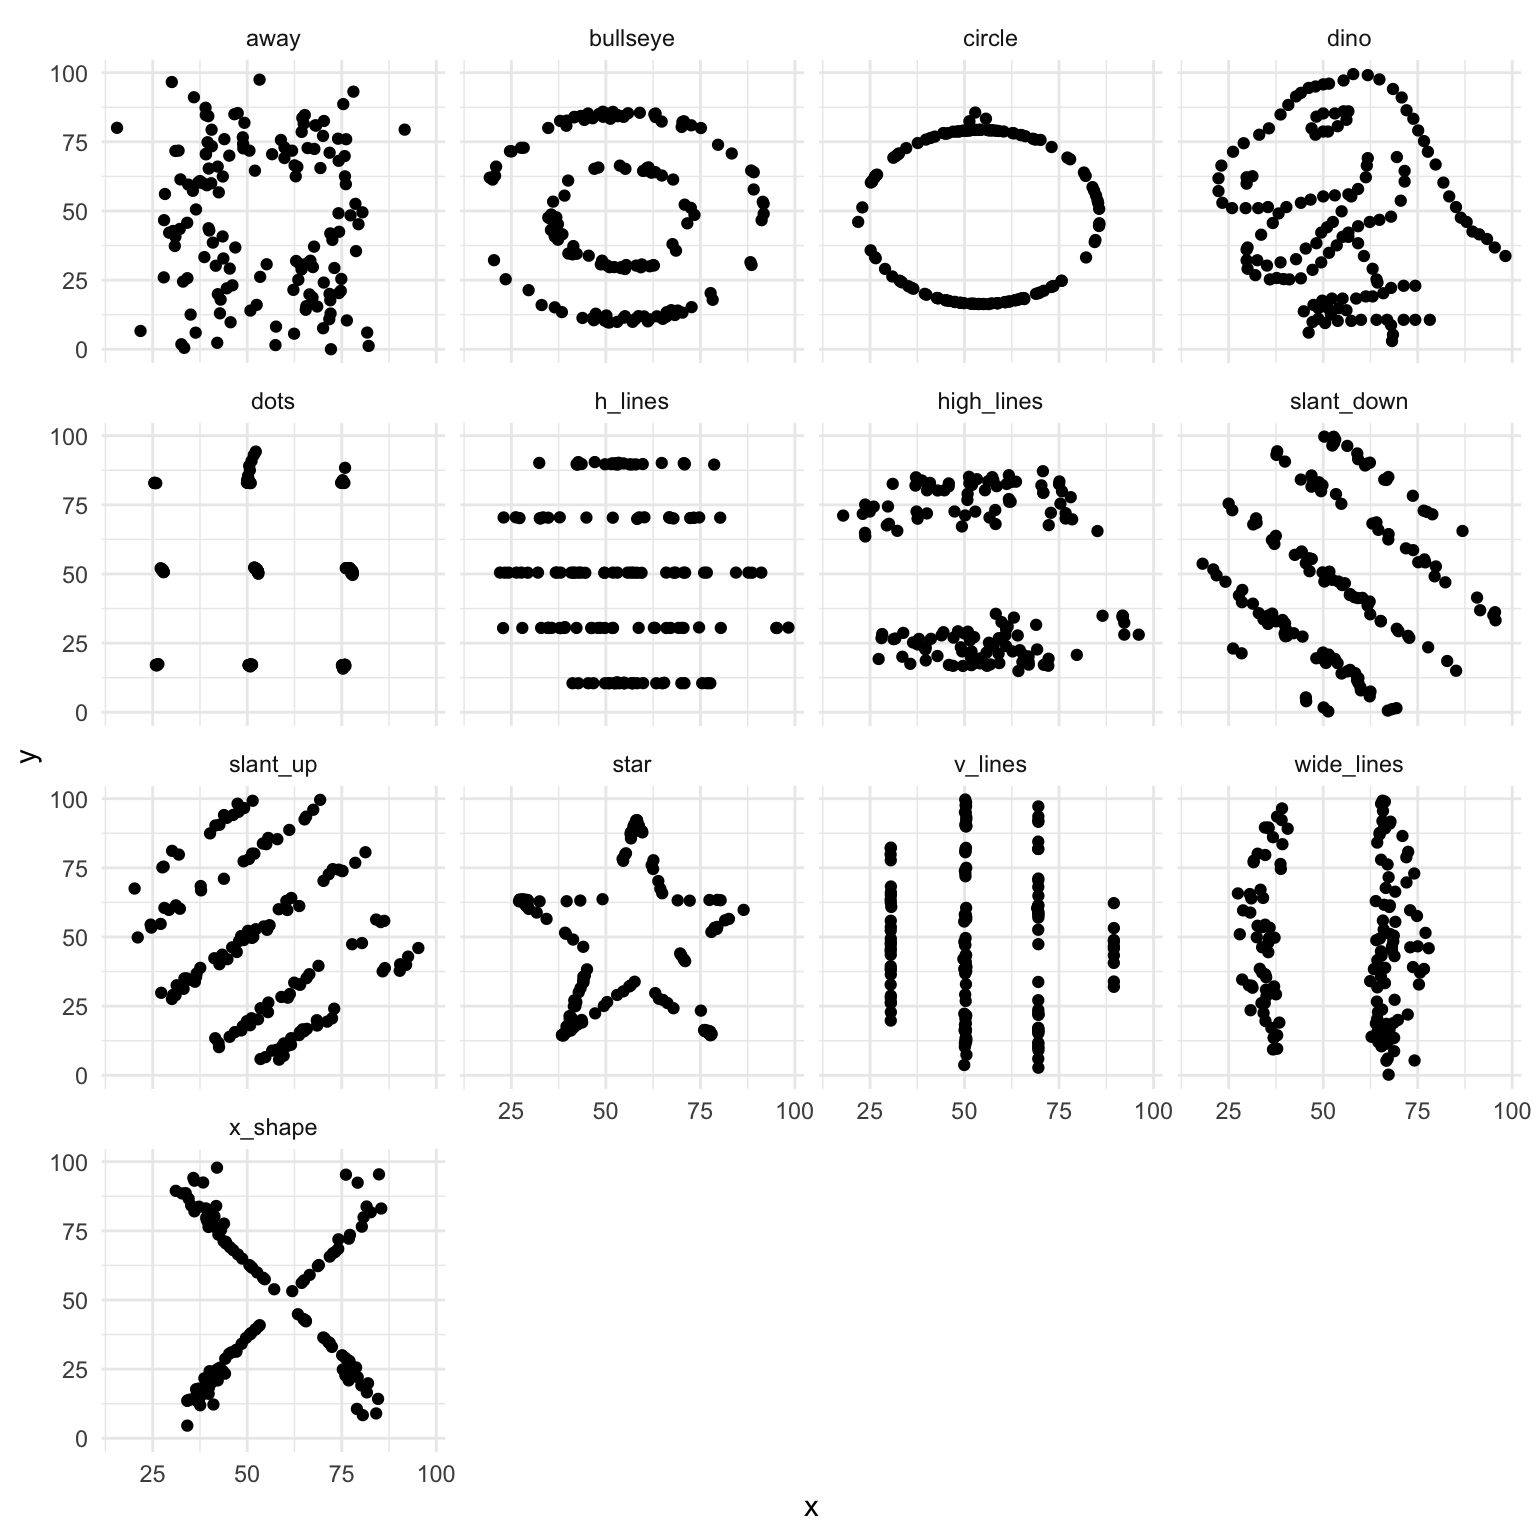 away bullseye circle dino
100
75
50
25
0
dots h_lines high_lines slant_down
100
75
50
25
0
slant_up star v_lines wide_lines
100
75
50
25
0
25 50 75 100 25 50 75 100 25 50 75 100
x_shape
100
75
50
25
0
25 50 75 100
x
y